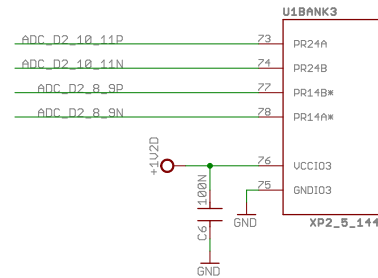 U1BANK3
ADC_D2_10_11P 73 PR24A
ADC_D2_10_11N 74 PR24B
ADC_D2_8_9P 77 PR14B*
ADC_D2_8_9N 78 PR14A*
+1V2D 76 VCCIO3
100N 75 GNDIO3
C6 GND XP2_5_144
GND